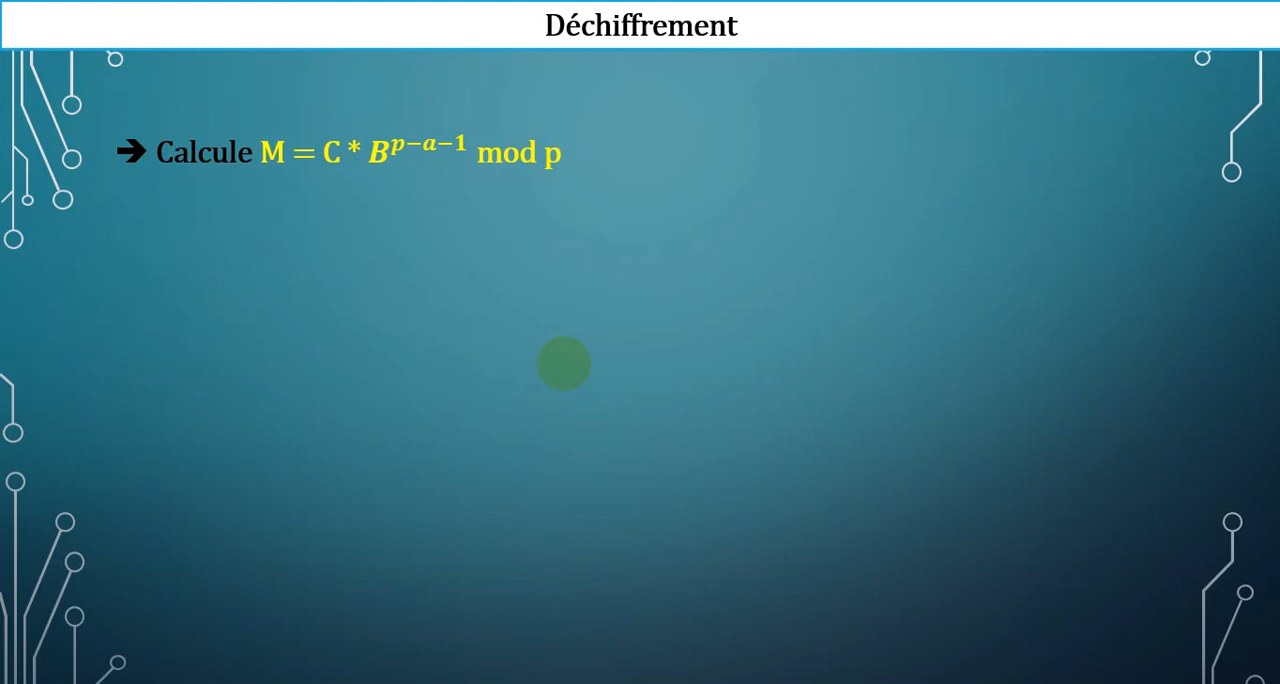 Déchiffrement
➔ Calcule M = C * B^{p−a−1} mod p